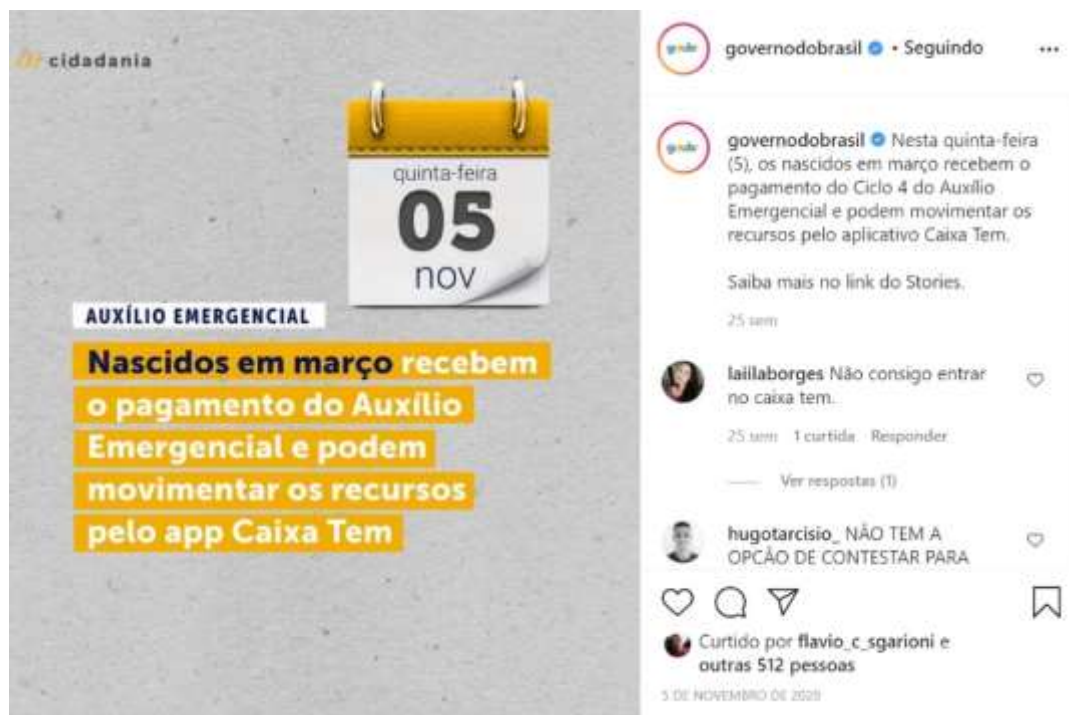 cidadania
quinta-feira
05
nov
AUXÍLIO EMERGENCIAL
Nascidos em março recebem
o pagamento do Auxílio
Emergencial e podem
movimentar os recursos
pelo app Caixa Tem
governodobrasil • Seguindo
governodobrasil Nesta quinta-feira
(5), os nascidos em março recebem o
pagamento do Ciclo 4 do Auxílio
Emergencial e podem movimentar os
recursos pelo aplicativo Caixa Tem.
Saiba mais no link do Stories.
25 sem
laiilaborges Não consigo entrar
no caixa tem.
25 sem 1 curtida Responder
Ver respostas (1)
hugotarcisio_ NÃO TEM A
OPCÃO DE CONTESTAR PARA
Curtido por flavio_c_sgarioni e
outras 512 pessoas
5 DE NOVEMBRO DE 2020